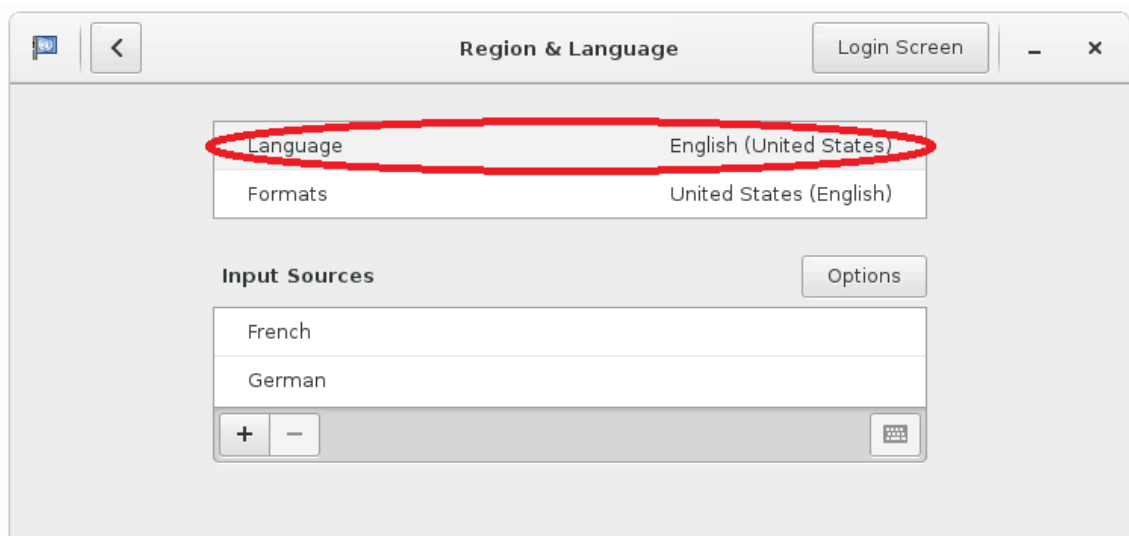 Region & Language
Login Screen
Language English (United States)
Formats United States (English)
Input Sources
Options
French
German